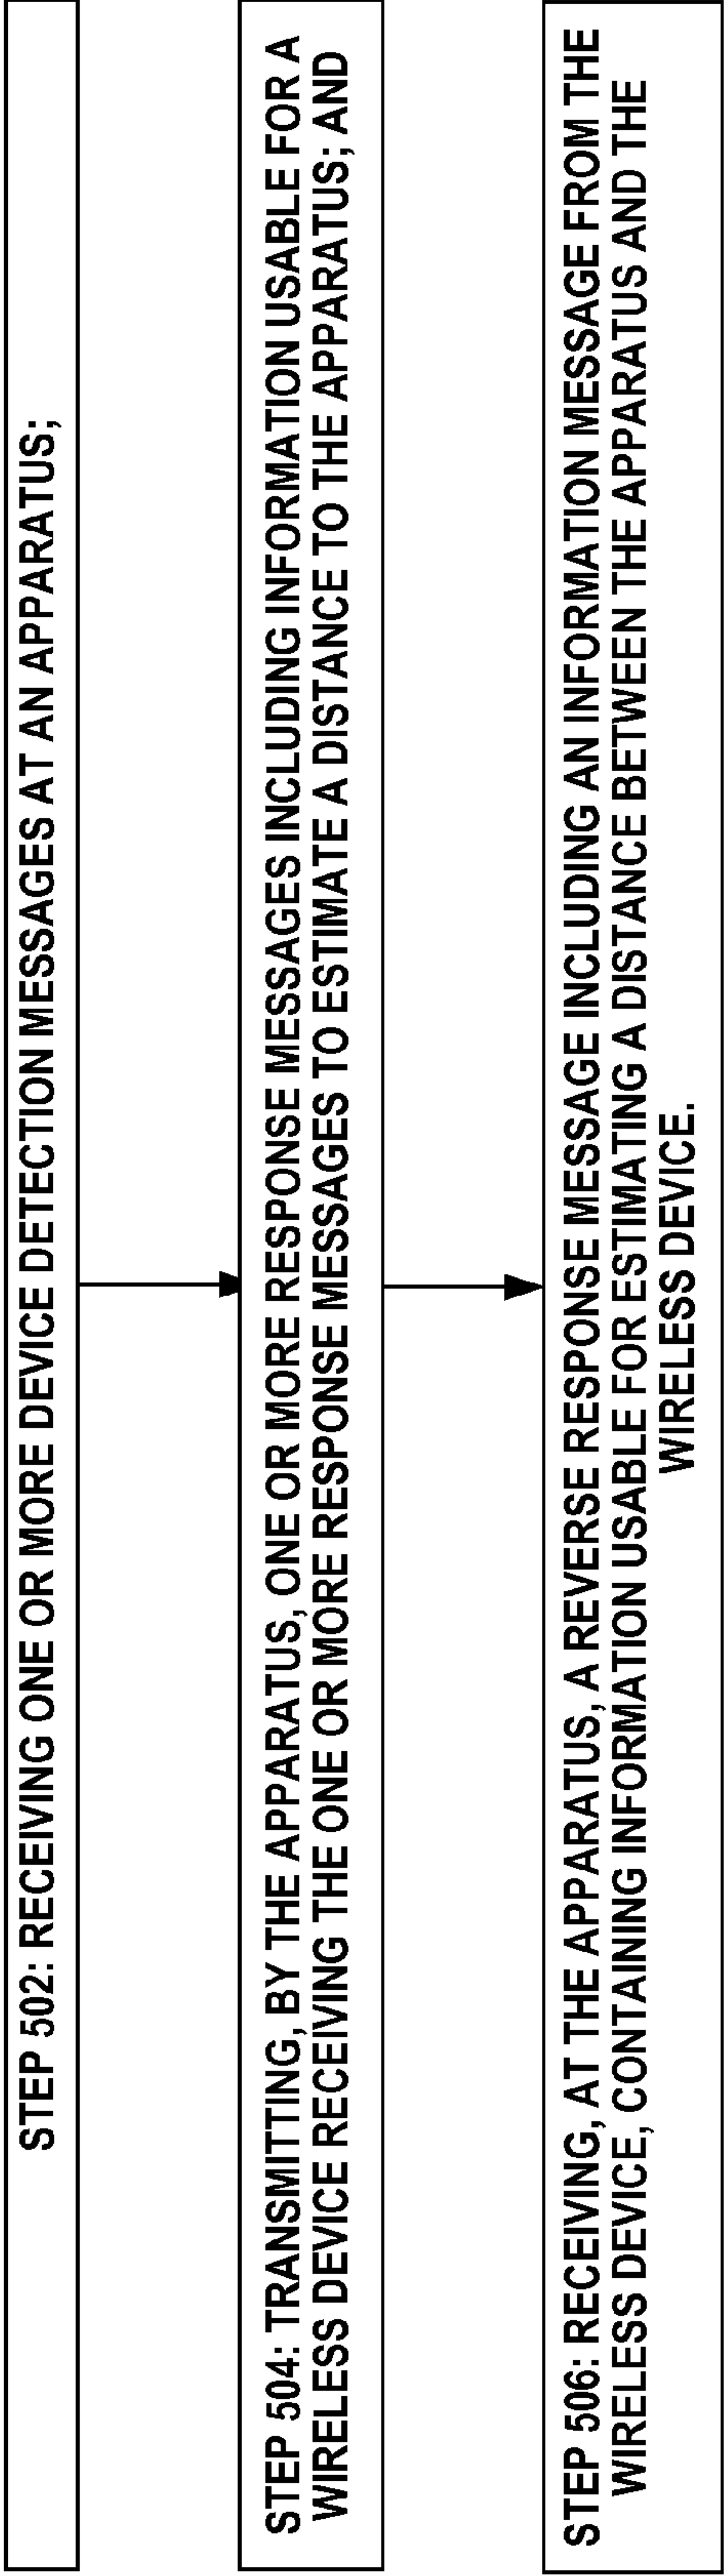 STEP 502: RECEIVING ONE OR MORE DEVICE DETECTION MESSAGES AT AN APPARATUS;
STEP 504: TRANSMITTING, BY THE APPARATUS, ONE OR MORE RESPONSE MESSAGES INCLUDING INFORMATION USABLE FOR A
WIRELESS DEVICE RECEIVING THE ONE OR MORE RESPONSE MESSAGES TO ESTIMATE A DISTANCE TO THE APPARATUS; AND
STEP 506: RECEIVING, AT THE APPARATUS, A REVERSE RESPONSE MESSAGE INCLUDING AN INFORMATION MESSAGE FROM THE
WIRELESS DEVICE, CONTAINING INFORMATION USABLE FOR ESTIMATING A DISTANCE BETWEEN THE APPARATUS AND THE
WIRELESS DEVICE.